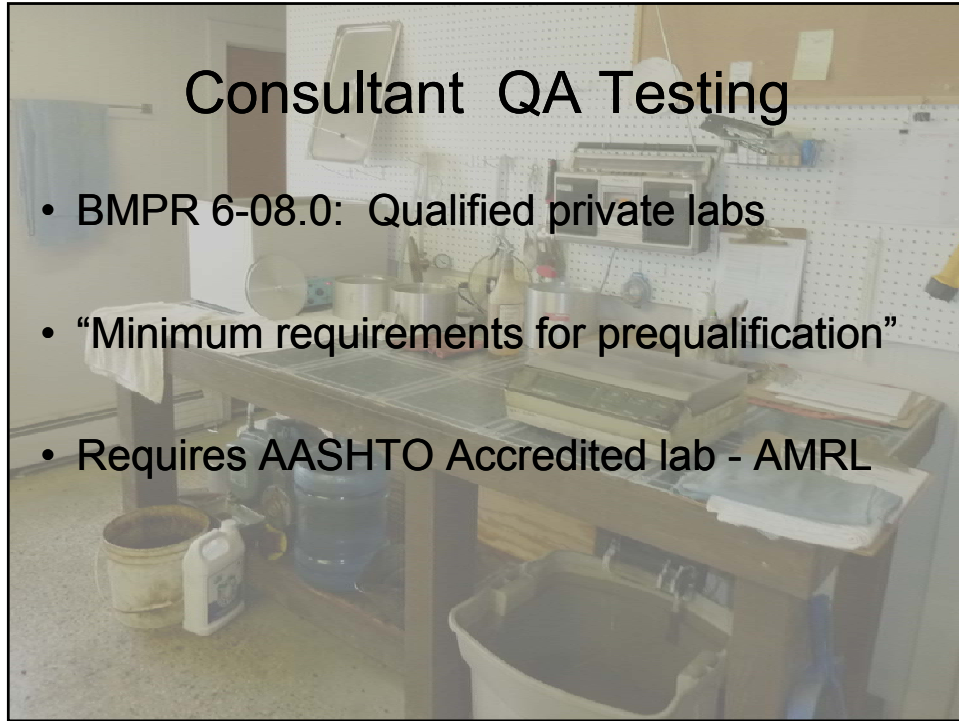 Consultant QA Testing
• BMPR 6-08.0: Qualified private labs
• “Minimum requirements for prequalification”
• Requires AASHTO Accredited lab - AMRL